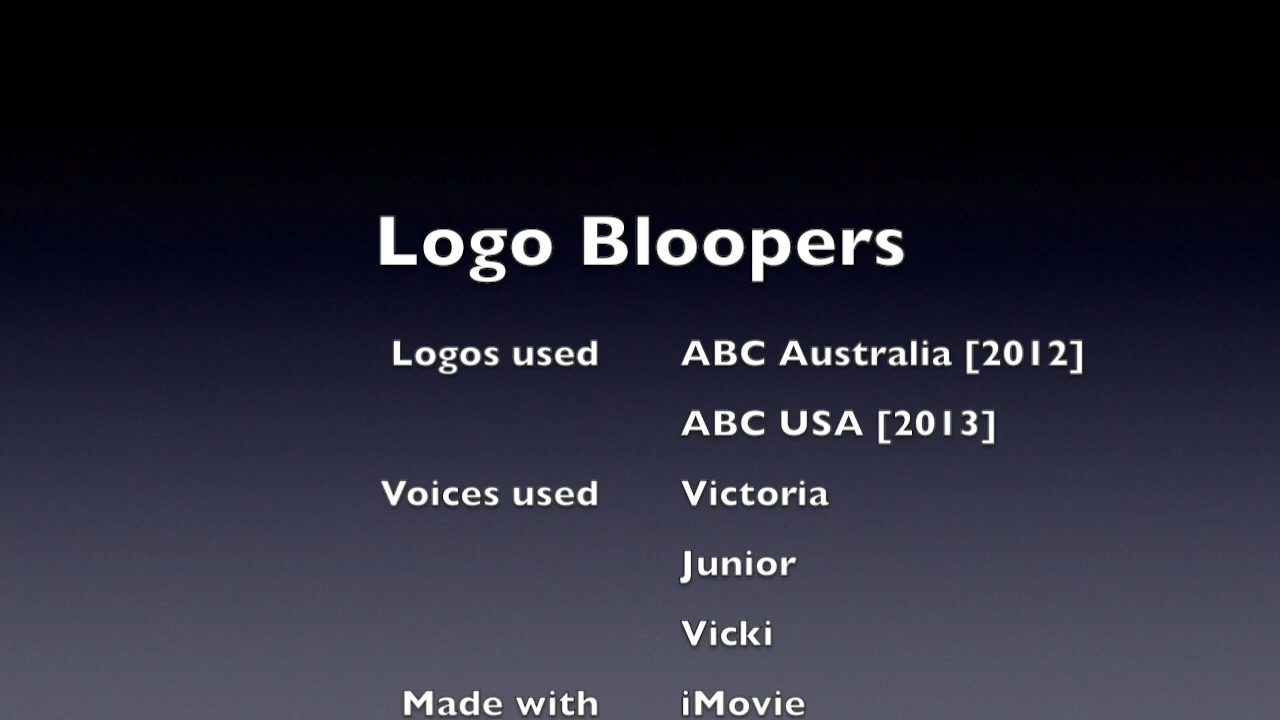 Logo Bloopers
Logos used ABC Australia [2012]
ABC USA [2013]
Voices used Victoria
Junior
Vicki
Made with iMovie